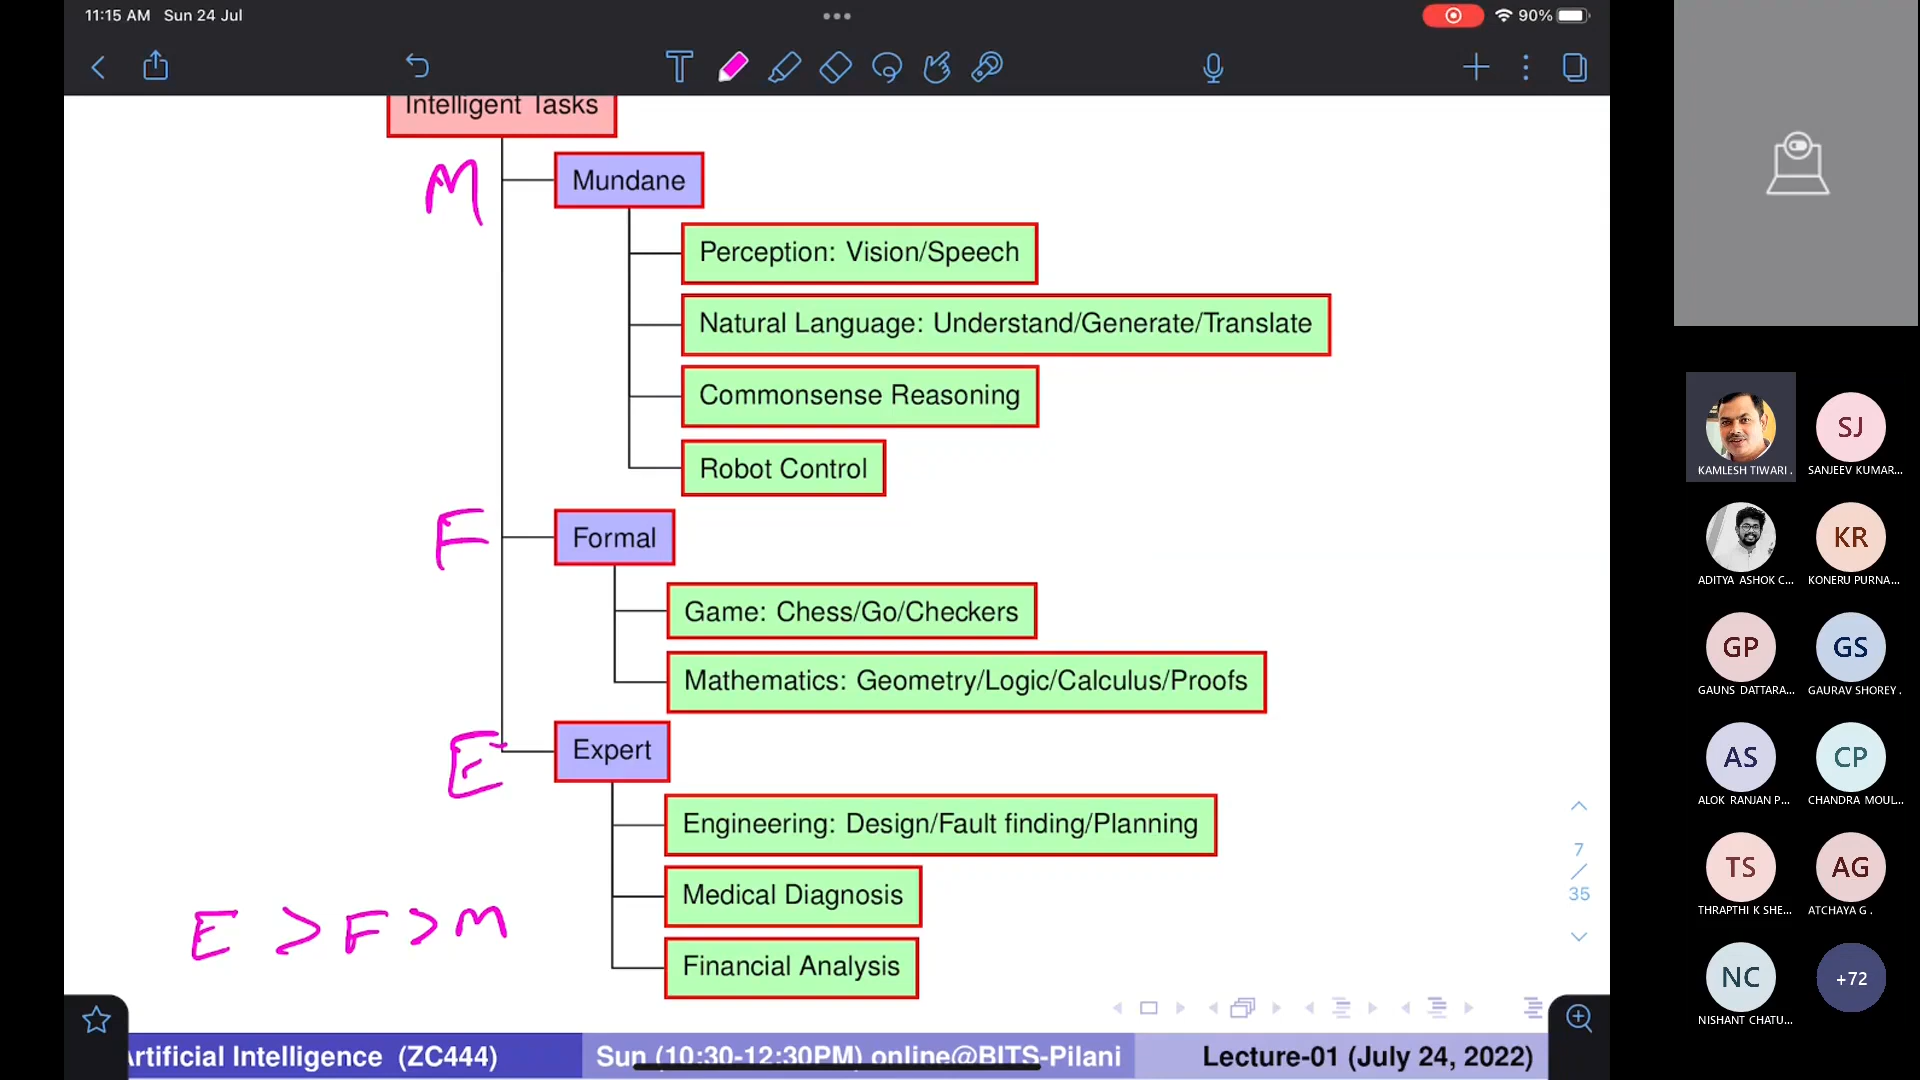 11:15 AM Sun 24 Jul
90%
Intelligent Tasks
M
Mundane
Perception: Vision/Speech
Natural Language: Understand/Generate/Translate
Commonsense Reasoning
Robot Control
F
Formal
Game: Chess/Go/Checkers
Mathematics: Geometry/Logic/Calculus/Proofs
E
Expert
Engineering: Design/Fault finding/Planning
Medical Diagnosis
Financial Analysis
E > F > M
7
/
35
Artificial Intelligence (ZC444)
Sun (10:30-12:30PM) online@BITS-Pilani
Lecture-01 (July 24, 2022)
KAMLESH TIWARI .
SJ
SANJEEV KUMAR...
ADITYA ASHOK C...
KR
KONERU PURNA...
GP
GAUNS DATTARA...
GS
GAURAV SHOREY .
AS
ALOK RANJAN P...
CP
CHANDRA MOUL...
TS
THRAPTHI K SHE...
AG
ATCHAYA G .
NC
NISHANT CHATU...
+72